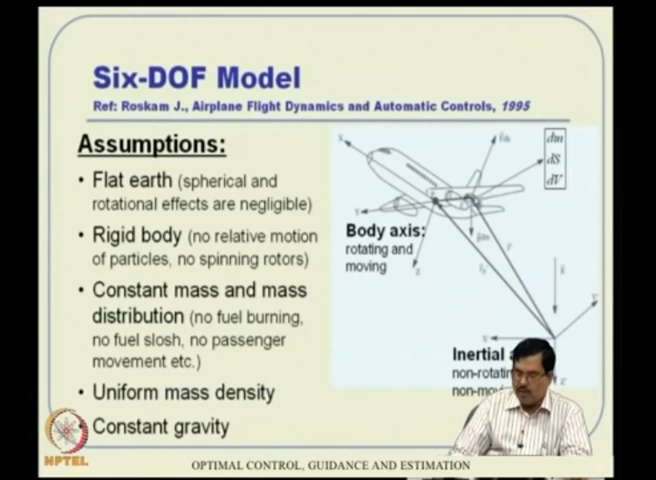 Six-DOF Model
Ref: Roskam J., Airplane Flight Dynamics and Automatic Controls, 1995
Assumptions:
• Flat earth (spherical and
rotational effects are negligible)
• Rigid body (no relative motion
of particles, no spinning rotors)
• Constant mass and mass
distribution (no fuel burning,
no fuel slosh, no passenger
movement etc.)
• Uniform mass density
• Constant gravity
X
dm
dS
dV
Body axis:
rotating and
moving
Z
Inertial
non-rotatin
non-mov
NPTEL
OPTIMAL CONTROL, GUIDANCE AND ESTIMATION